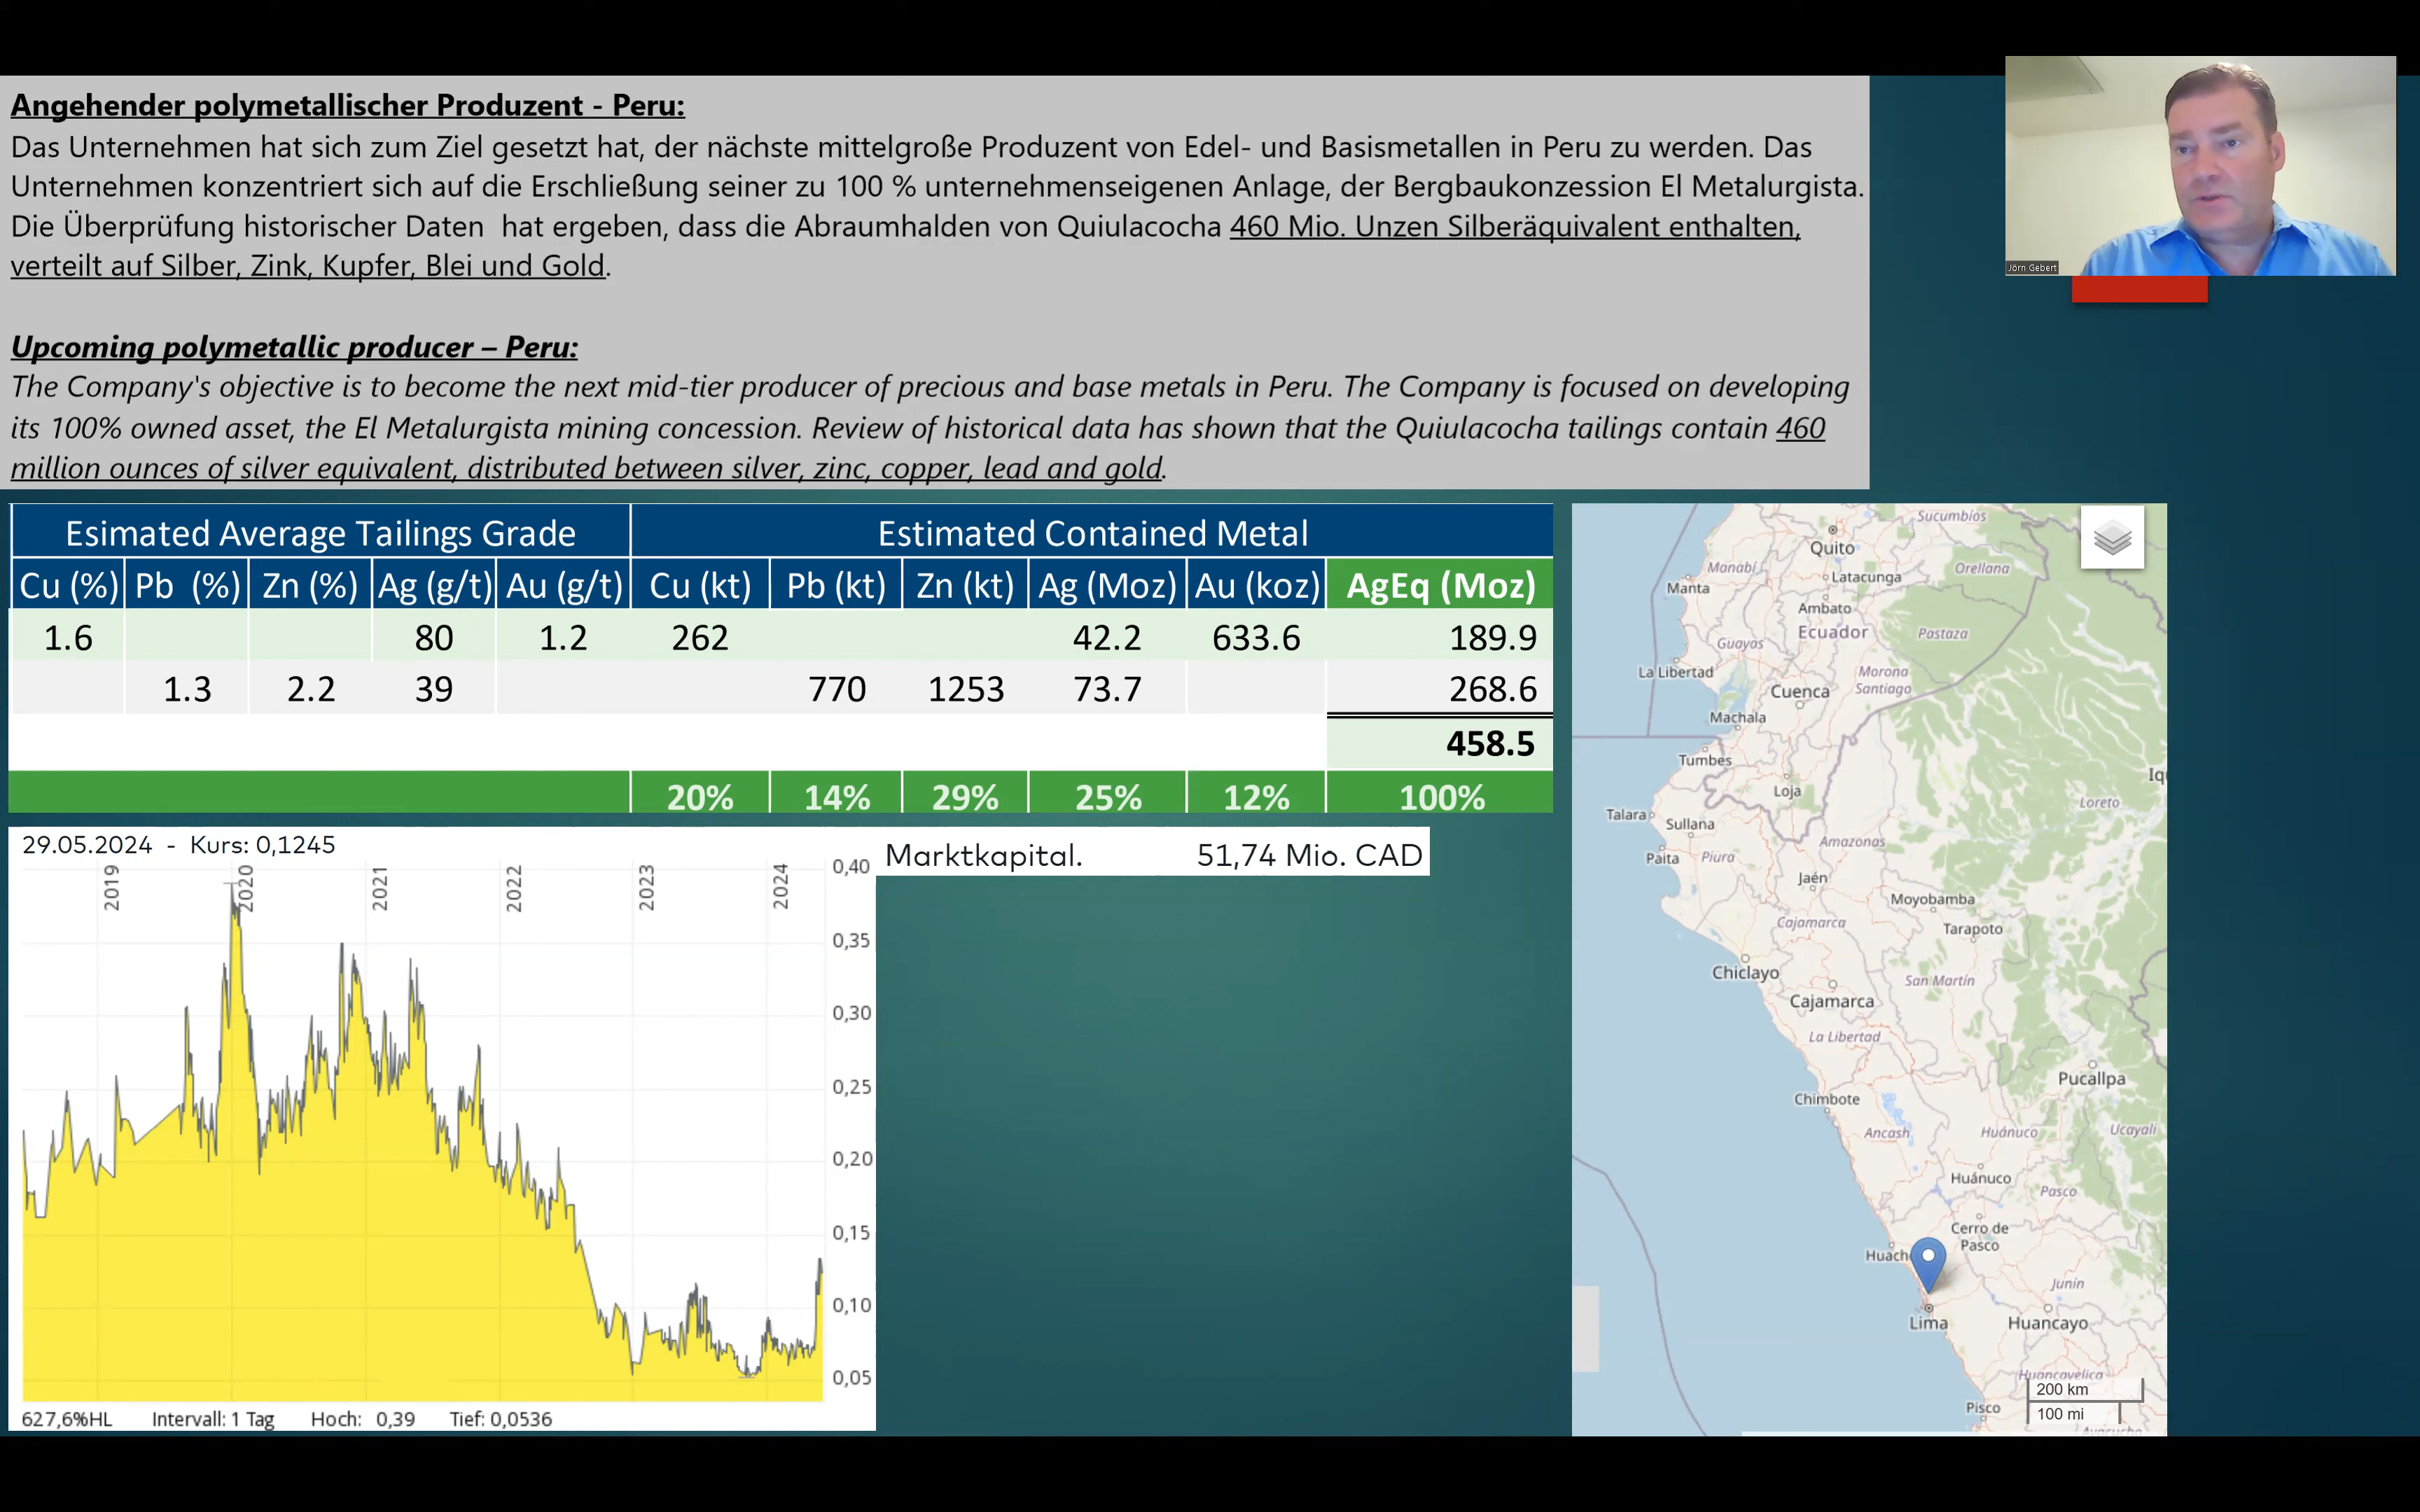 Angehender polymetallischer Produzent - Peru:
Das Unternehmen hat sich zum Ziel gesetzt hat, der nächste mittelgroße Produzent von Edel- und Basismetallen in Peru zu werden. Das
Unternehmen konzentriert sich auf die Erschließung seiner zu 100 % unternehmenseigenen Anlage, der Bergbaukonzession El Metalurgista.
Die Überprüfung historischer Daten hat ergeben, dass die Abraumhalden von Quiulacocha 460 Mio. Unzen Silberäquivalent enthalten,
verteilt auf Silber, Zink, Kupfer, Blei und Gold.
Upcoming polymetallic producer – Peru:
The Company's objective is to become the next mid-tier producer of precious and base metals in Peru. The Company is focused on developing
its 100% owned asset, the El Metalurgista mining concession. Review of historical data has shown that the Quiulacocha tailings contain 460
million ounces of silver equivalent, distributed between silver, zinc, copper, lead and gold.
Jörn Gebert
Esimated Average Tailings Grade Estimated Contained Metal
Cu (%) Pb (%) Zn (%) Ag (g/t) Au (g/t) Cu (kt) Pb (kt) Zn (kt) Ag (Moz) Au (koz) AgEq (Moz)
1.6 80 1.2 262 42.2 633.6 189.9
1.3 2.2 39 770 1253 73.7 268.6
458.5
20% 14% 29% 25% 12% 100%
29.05.2024 - Kurs: 0,1245
Marktkapital. 51,74 Mio. CAD
2019 2020 2021 2022 2023 2024
0,40
0,35
0,30
0,25
0,20
0,15
0,10
0,05
627,6%HL Intervall: 1 Tag Hoch: 0,39 Tief: 0,0536
Sucumbíos
Quito
Manabí
Orellana
Latacunga
Manta
Ambato
Ecuador
Pastaza
Guayas
La Libertad
Morona
Santiago
Cuenca
Machala
Tumbes
Iq
Loja
Loreto
Talara
Sullana
Amazonas
Paita
Piura
Jaén
Moyobamba
Cajamarca
Tarapoto
Chiclayo
San Martín
Cajamarca
La Libertad
Pucallpa
Chimbote
Ancash
Huánuco
Ucayali
Huánuco
Pasco
Cerro de
Pasco
Huach
Junín
Lima
Huancayo
Huancavelica
200 km
100 mi
Pisco